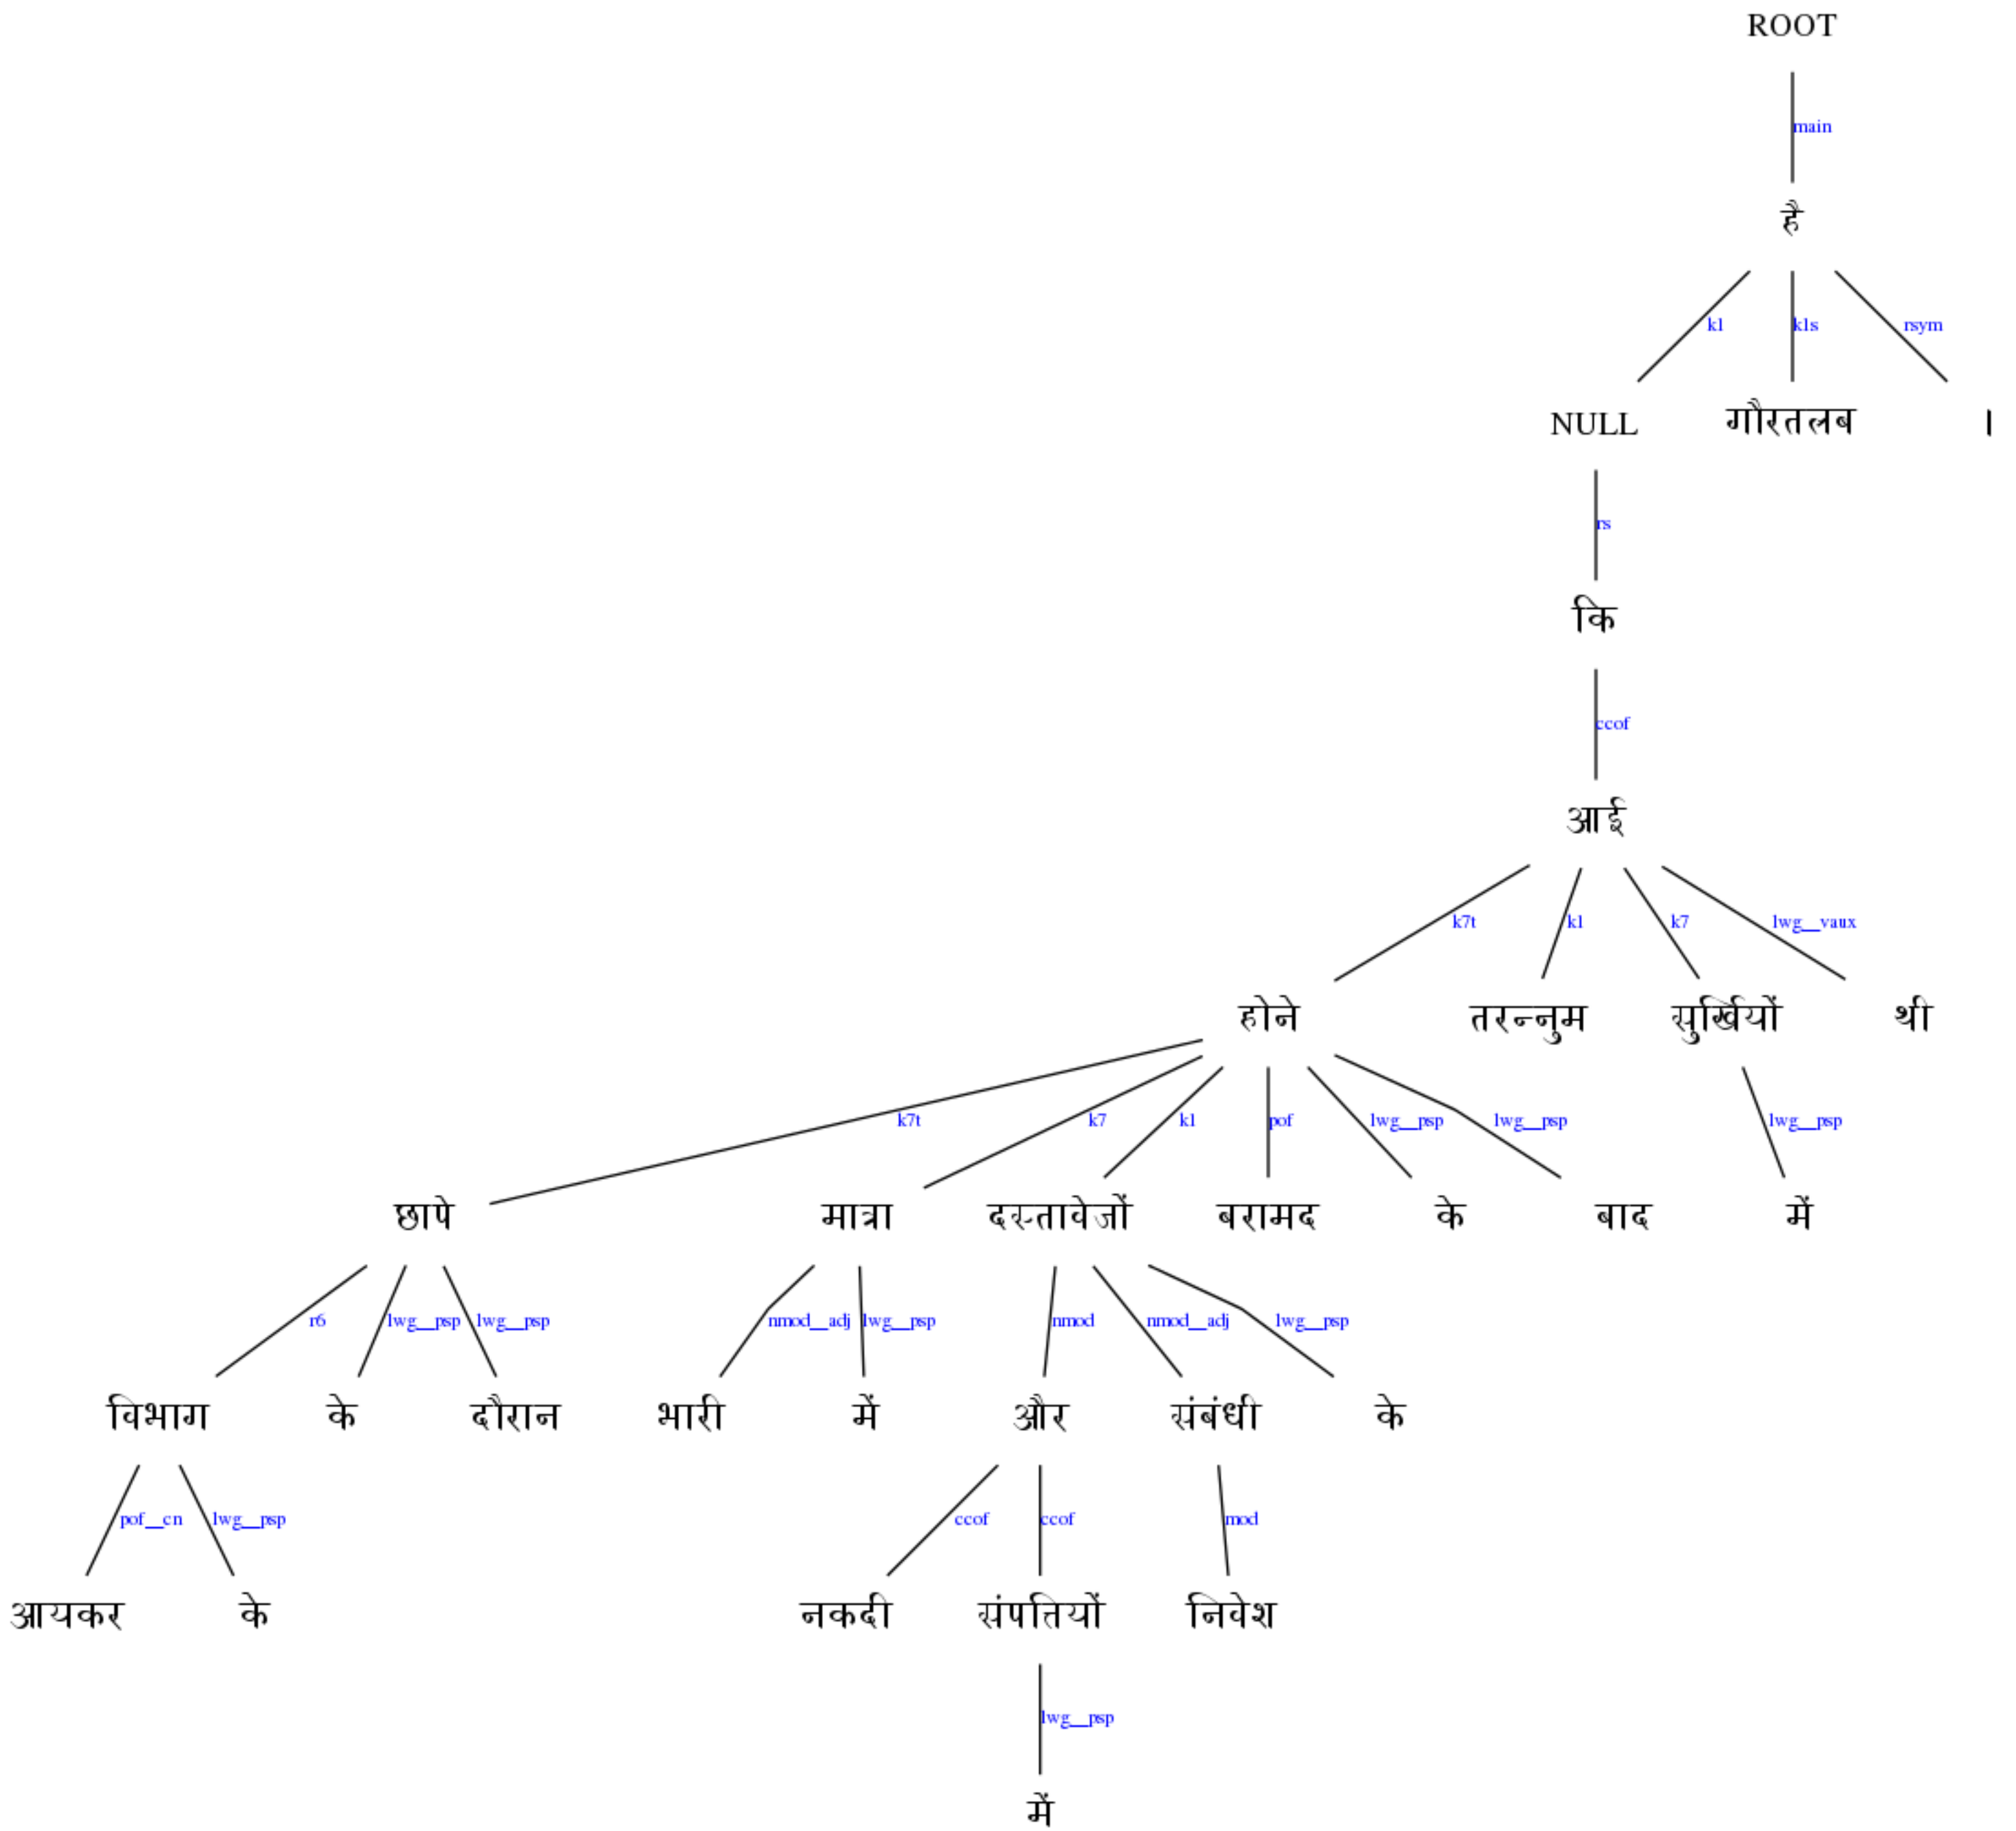 ROOT
main
है
k1 k1s rsym
NULL गौरतलब ।
rs
कि
ccof
आई
k7t k1 k7 lwg__vaux
होने तरन्नुम सुर्खियों थी
k7t k7 k1 pof lwg__psp lwg__psp lwg__psp
छापे मात्रा दस्तावेजों बरामद के बाद में
r6 lwg__psp lwg__psp nmod__adj lwg__psp nmod nmod__adj lwg__psp
विभाग के दौरान भारी में और संबंधी के
pof__cn lwg__psp ccof ccof mod
आयकर के नकदी संपत्तियों निवेश
lwg__psp
में